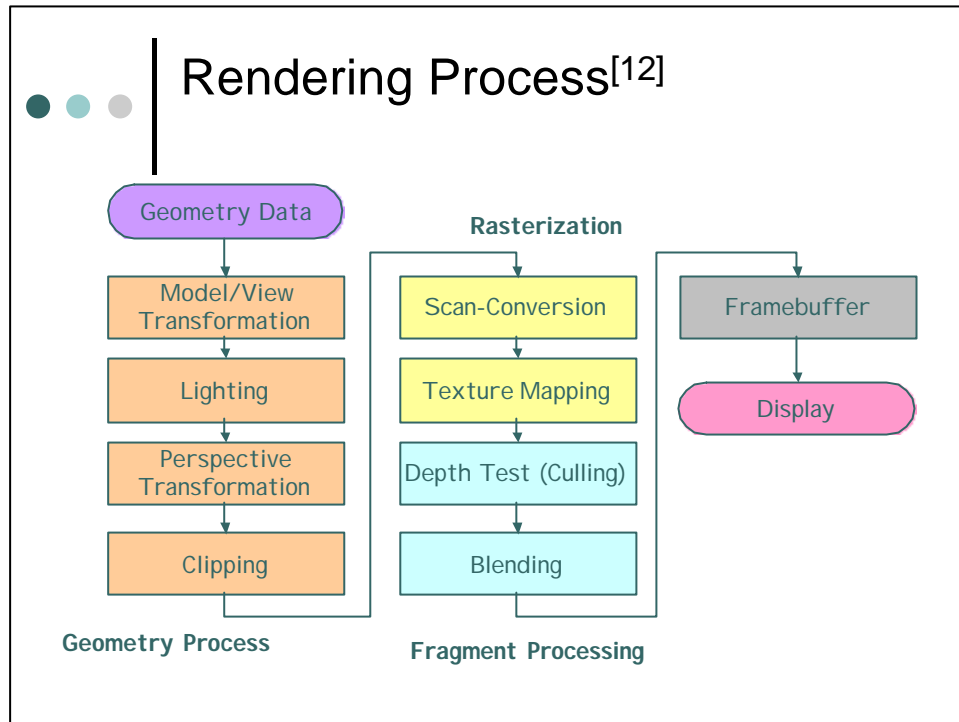 Rendering Process[12]
Geometry Data
Model/View
Transformation
Lighting
Perspective
Transformation
Clipping
Geometry Process
Rasterization
Scan-Conversion
Texture Mapping
Depth Test (Culling)
Blending
Fragment Processing
Framebuffer
Display